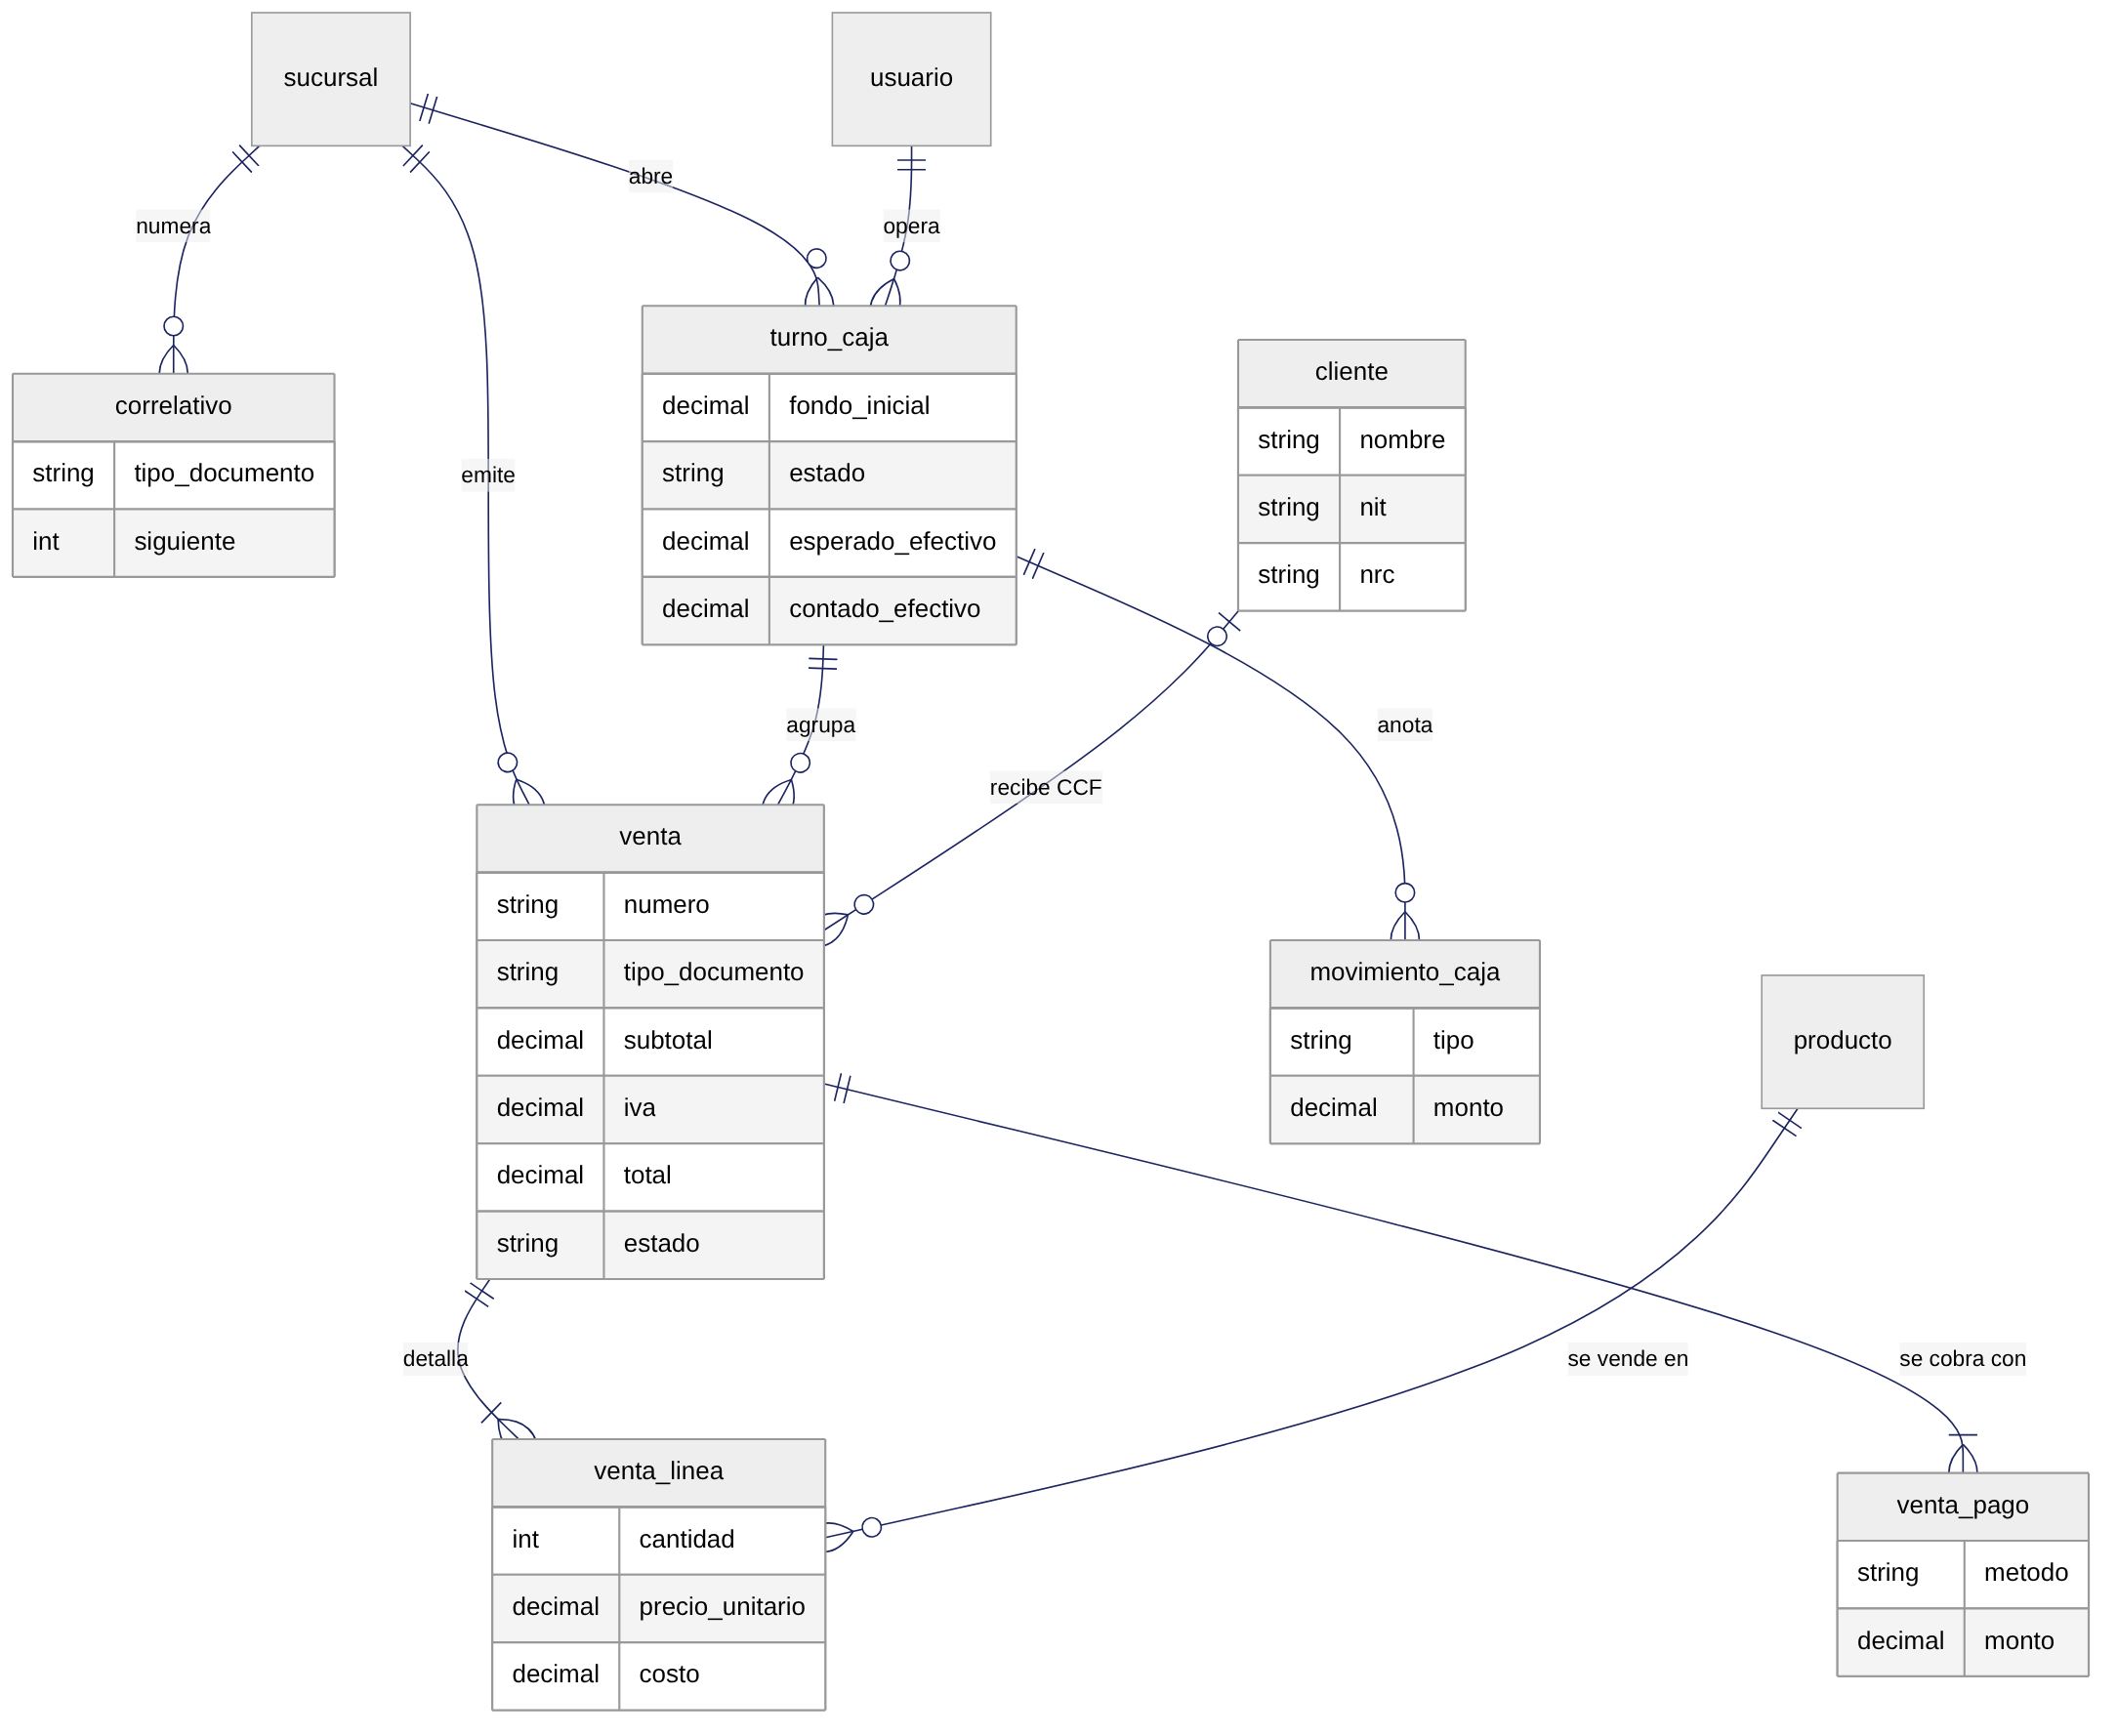 sucursal
usuario
abre
numera
opera
turno_caja
decimal fondo_inicial
string estado
decimal esperado_efectivo
decimal contado_efectivo
cliente
string nombre
string nit
string nrc
correlativo
string tipo_documento
int siguiente
emite
agrupa
anota
recibe CCF
venta
string numero
string tipo_documento
decimal subtotal
decimal iva
decimal total
string estado
movimiento_caja
string tipo
decimal monto
producto
detalla
se vende en
se cobra con
venta_linea
int cantidad
decimal precio_unitario
decimal costo
venta_pago
string metodo
decimal monto